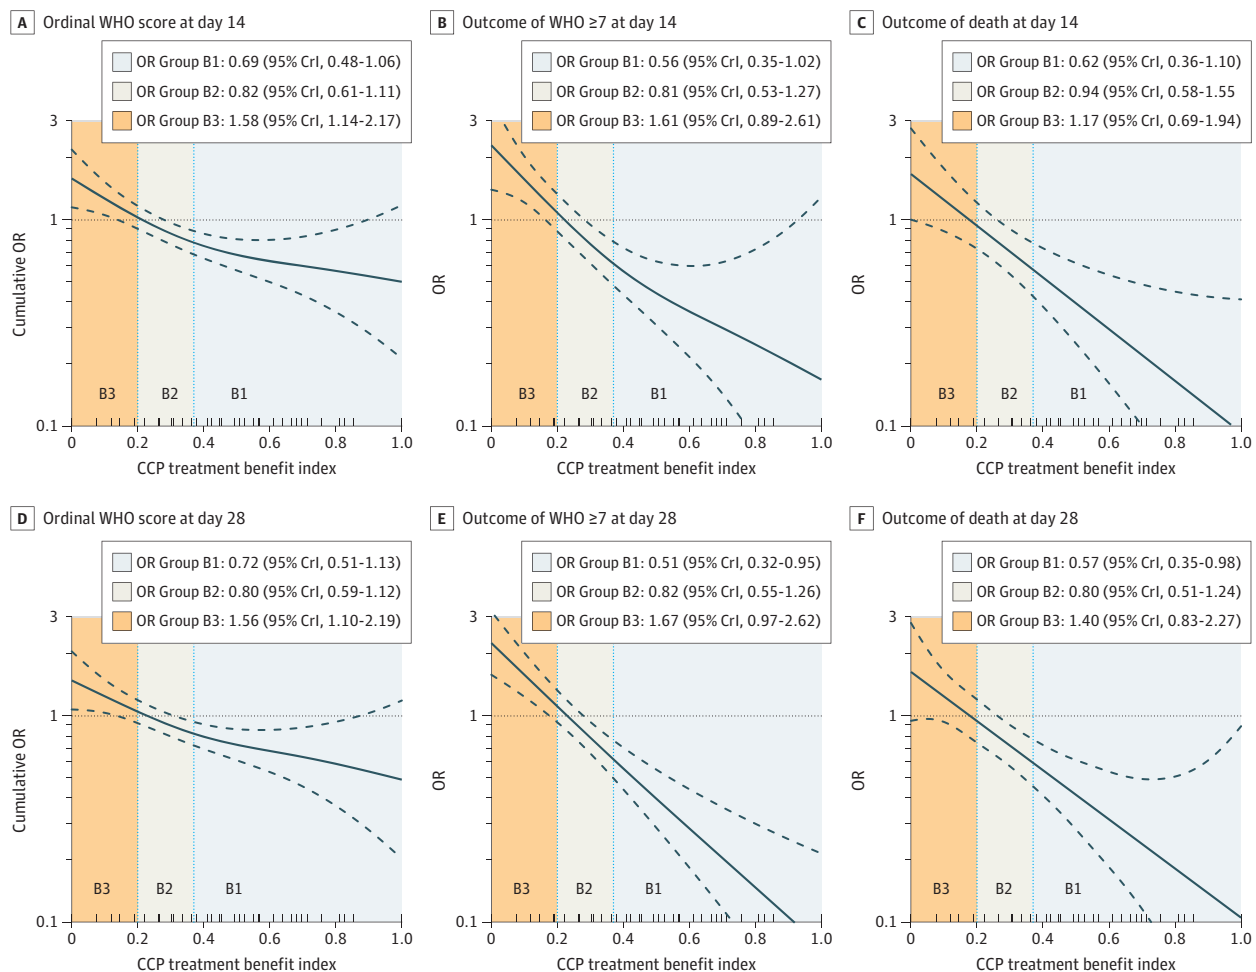 A Ordinal WHO score at day 14
OR Group B1: 0.69 (95% CrI, 0.48-1.06)
OR Group B2: 0.82 (95% CrI, 0.61-1.11)
OR Group B3: 1.58 (95% CrI, 1.14-2.17)
3
1
0.1
Cumulative OR
B3 B2 B1
0 0.2 0.4 0.6 0.8 1.0
CCP treatment benefit index
B Outcome of WHO ≥7 at day 14
OR Group B1: 0.56 (95% CrI, 0.35-1.02)
OR Group B2: 0.81 (95% CrI, 0.53-1.27)
OR Group B3: 1.61 (95% CrI, 0.89-2.61)
3
1
0.1
OR
B3 B2 B1
0 0.2 0.4 0.6 0.8 1.0
CCP treatment benefit index
C Outcome of death at day 14
OR Group B1: 0.62 (95% CrI, 0.36-1.10)
OR Group B2: 0.94 (95% CrI, 0.58-1.55
OR Group B3: 1.17 (95% CrI, 0.69-1.94)
3
1
0.1
OR
B3 B2 B1
0 0.2 0.4 0.6 0.8 1.0
CCP treatment benefit index
D Ordinal WHO score at day 28
OR Group B1: 0.72 (95% CrI, 0.51-1.13)
OR Group B2: 0.80 (95% CrI, 0.59-1.12)
OR Group B3: 1.56 (95% CrI, 1.10-2.19)
3
1
0.1
Cumulative OR
B3 B2 B1
0 0.2 0.4 0.6 0.8 1.0
CCP treatment benefit index
E Outcome of WHO ≥7 at day 28
OR Group B1: 0.51 (95% CrI, 0.32-0.95)
OR Group B2: 0.82 (95% CrI, 0.55-1.26)
OR Group B3: 1.67 (95% CrI, 0.97-2.62)
3
1
0.1
OR
B3 B2 B1
0 0.2 0.4 0.6 0.8 1.0
CCP treatment benefit index
F Outcome of death at day 28
OR Group B1: 0.57 (95% CrI, 0.35-0.98)
OR Group B2: 0.80 (95% CrI, 0.51-1.24)
OR Group B3: 1.40 (95% CrI, 0.83-2.27)
3
1
0.1
OR
B3 B2 B1
0 0.2 0.4 0.6 0.8 1.0
CCP treatment benefit index